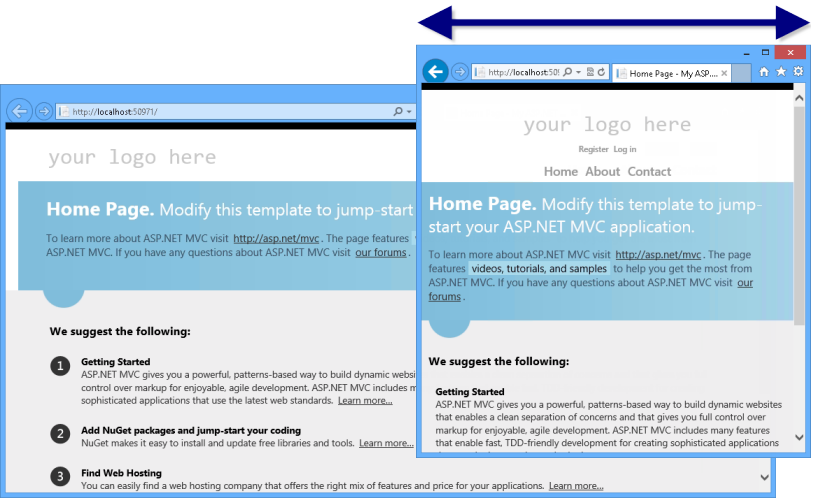 http://localhost:50971/
your logo here
Home Page. Modify this template to jump-start
To learn more about ASP.NET MVC visit http://asp.net/mvc . The page features
ASP.NET MVC. If you have any questions about ASP.NET MVC visit our forums .
We suggest the following:
1 Getting Started
ASP.NET MVC gives you a powerful, patterns-based way to build dynamic websi
control over markup for enjoyable, agile development. ASP.NET MVC includes m
sophisticated applications that use the latest web standards. Learn more...
2 Add NuGet packages and jump-start your coding
NuGet makes it easy to install and update free libraries and tools. Learn more...
3 Find Web Hosting
You can easily find a web hosting company that offers the right mix of features and price for your applications. Learn more...
http://localhost:509 Home Page - My ASP....
your logo here
Register Log in
Home About Contact
Home Page. Modify this template to jump-
start your ASP.NET MVC application.
To learn more about ASP.NET MVC visit http://asp.net/mvc . The page
features videos, tutorials, and samples to help you get the most from
ASP.NET MVC. If you have any questions about ASP.NET MVC visit our
forums .
We suggest the following:
Getting Started
ASP.NET MVC gives you a powerful, patterns-based way to build dynamic websites
that enables a clean separation of concerns and that gives you full control over
markup for enjoyable, agile development. ASP.NET MVC includes many features
that enable fast, TDD-friendly development for creating sophisticated applications